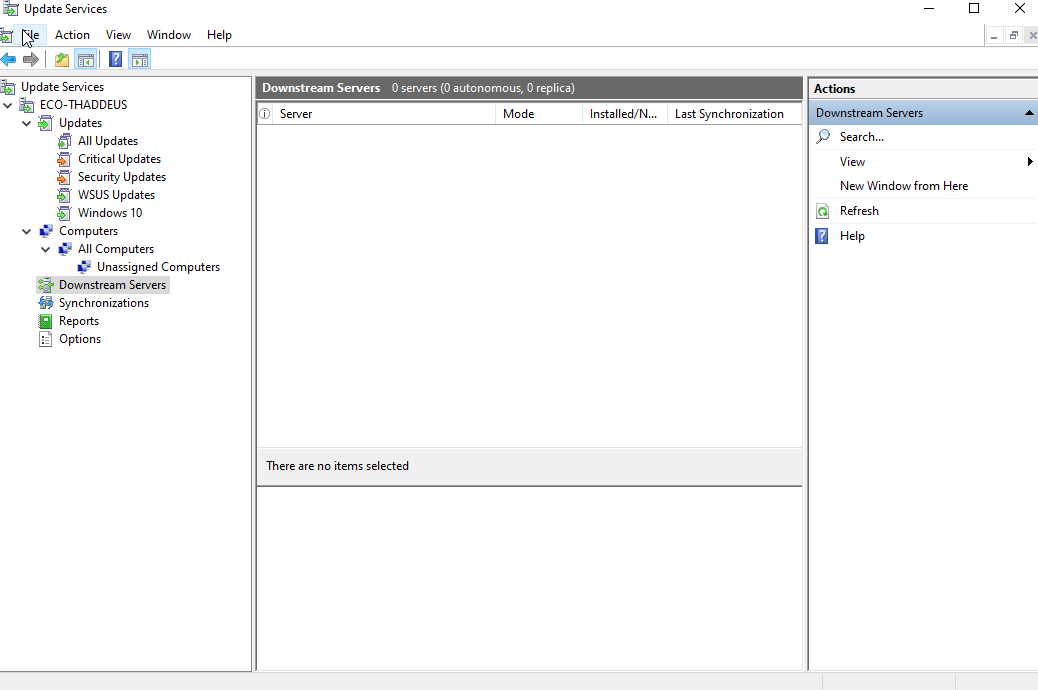 Update Services
Action View Window Help
Update Services
ECO-THADDEUS
Updates
All Updates
Critical Updates
Security Updates
WSUS Updates
Windows 10
Computers
All Computers
Unassigned Computers
Downstream Servers
Synchronizations
Reports
Options
Downstream Servers 0 servers (0 autonomous, 0 replica)
Server Mode Installed/N... Last Synchronization
There are no items selected
Actions
Downstream Servers
Search...
View
New Window from Here
Refresh
Help